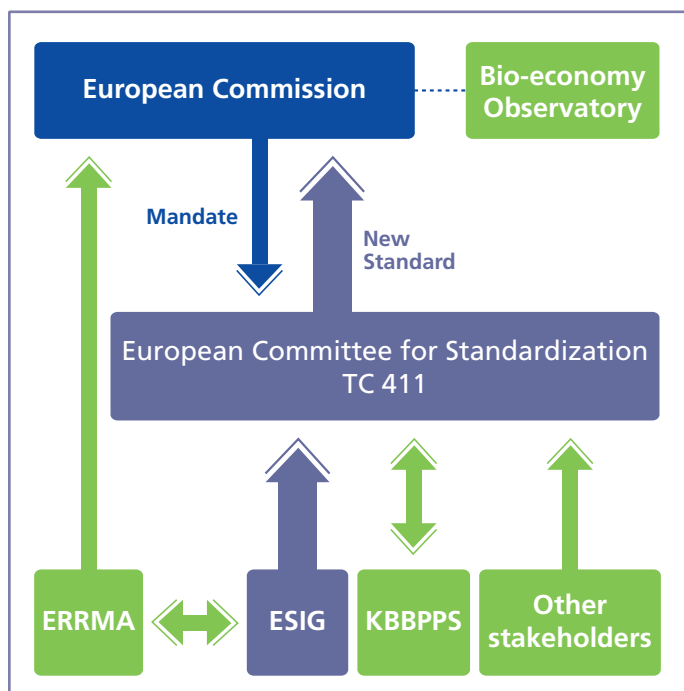 European Commission
Bio-economy
Observatory
Mandate
New
Standard
European Committee for Standardization
TC 411
ERRMA
ESIG
KBBPPS
Other
stakeholders